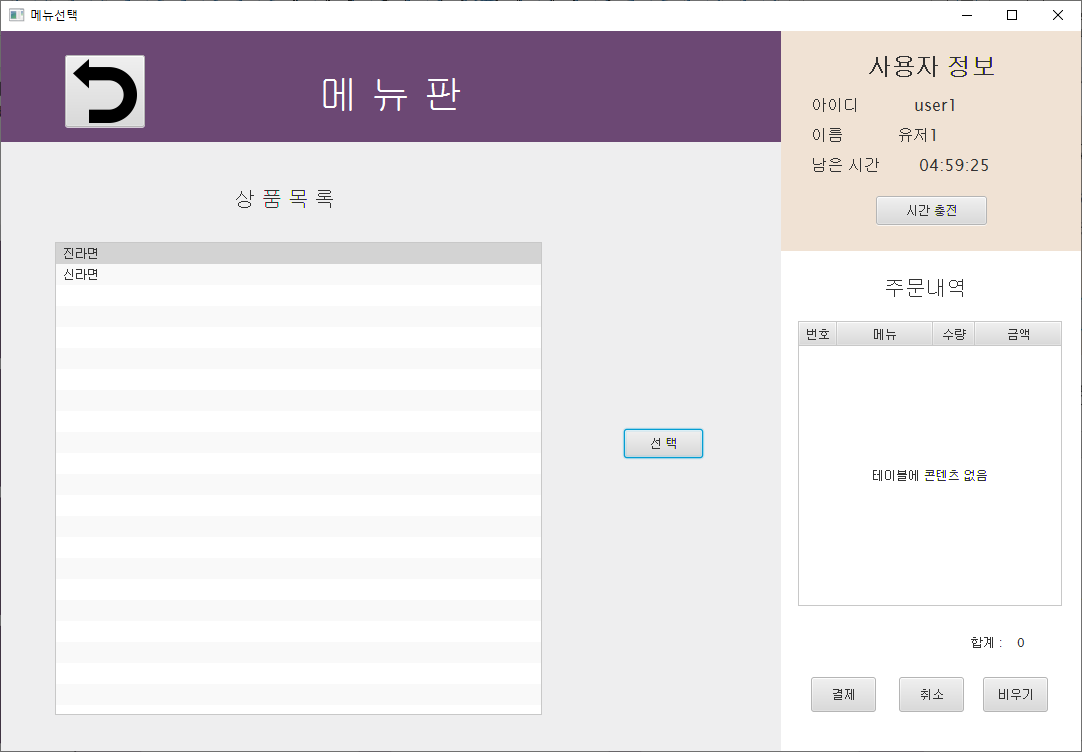 메뉴선택
메 뉴 판
상 품 목 록
진라면
신라면
선 택
사용자 정보
아이디 user1
이름 유저1
남은 시간 04:59:25
시간 충전
주문내역
번호 메뉴 수량 금액
테이블에 콘텐츠 없음
합계 : 0
결제 취소 비우기